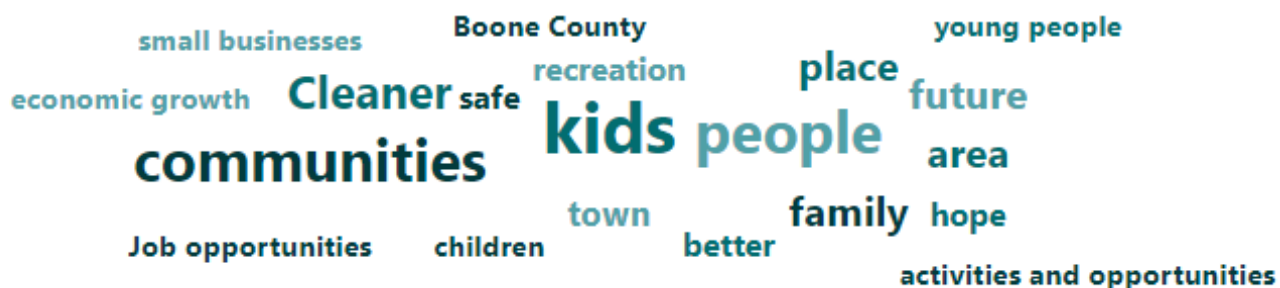 Boone County
young people
small businesses
recreation
place
economic growth
Cleaner
safe
future
kids
people
communities
area
town
family
hope
Job opportunities
children
better
activities and opportunities